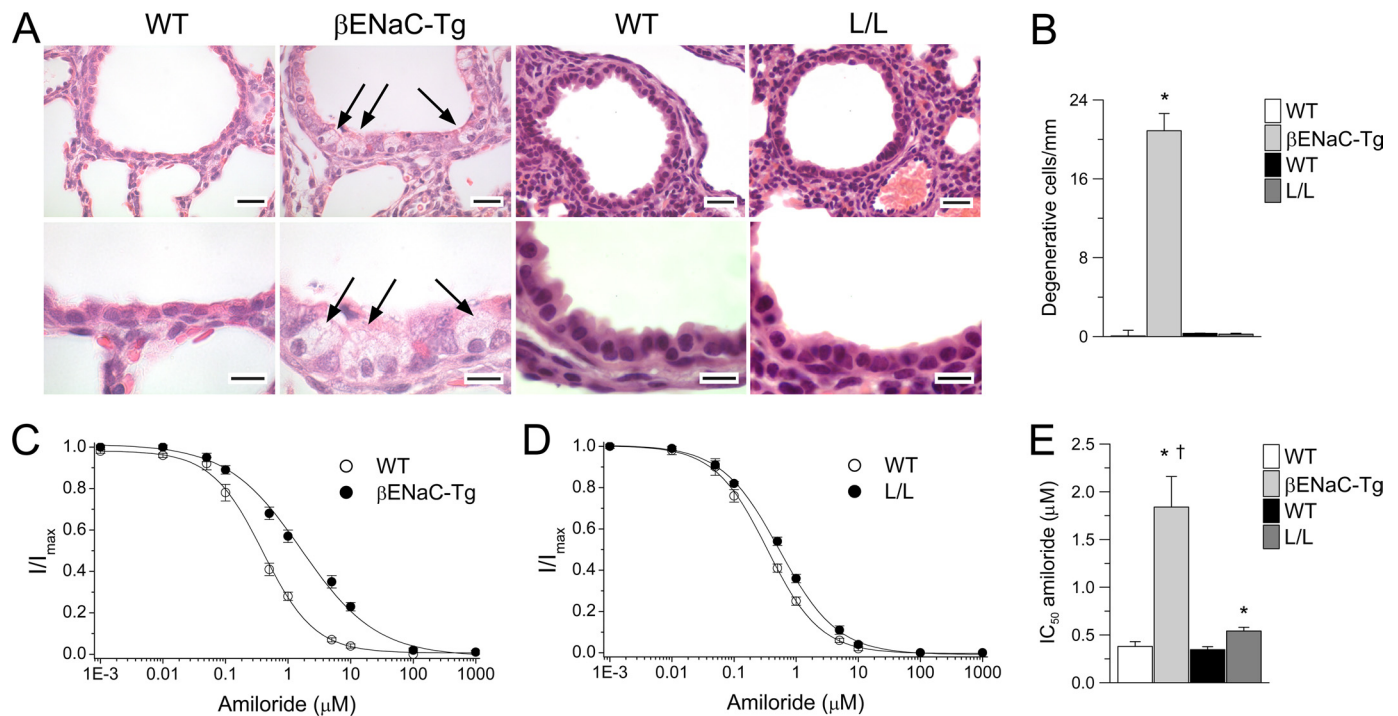 A
WT
βENaC-Tg
WT
L/L
B
Degenerative cells/mm
24
16
8
0
*
WT
βENaC-Tg
WT
L/L
C
I/Imax
1.0
0.8
0.6
0.4
0.2
0.0
1E-3
0.01
0.1
1
10
100
1000
Amiloride (μM)
WT
βENaC-Tg
D
I/Imax
1.0
0.8
0.6
0.4
0.2
0.0
1E-3
0.01
0.1
1
10
100
1000
Amiloride (μM)
WT
L/L
E
IC50 amiloride (μM)
2.5
2.0
1.5
1.0
0.5
0.0
* †
*
WT
βENaC-Tg
WT
L/L